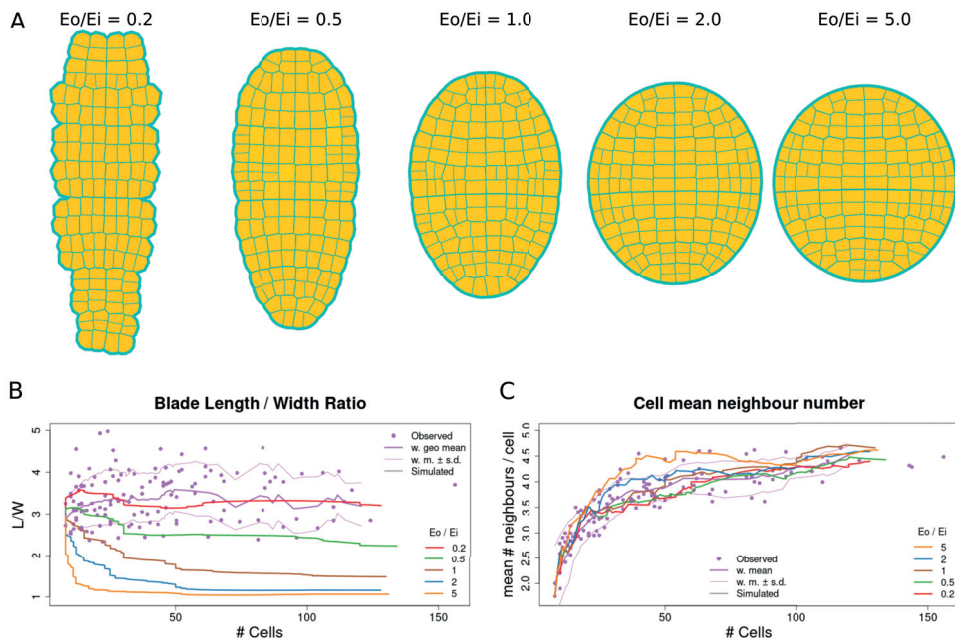 A
Eo/Ei = 0.2
Eo/Ei = 0.5
Eo/Ei = 1.0
Eo/Ei = 2.0
Eo/Ei = 5.0
B
Blade Length / Width Ratio
L/W
5
4
3
2
1
Observed
w. geo mean
w. m. ± s.d.
Simulated
Eo / Ei
0.2
0.5
1
2
5
50
100
150
# Cells
C
Cell mean neighbour number
mean # neighbours / cell
5.0
4.5
4.0
3.5
3.0
2.5
2.0
Observed
w. mean
w. m. ± s.d.
Simulated
Eo / Ei
5
2
1
0.5
0.2
50
100
150
# Cells